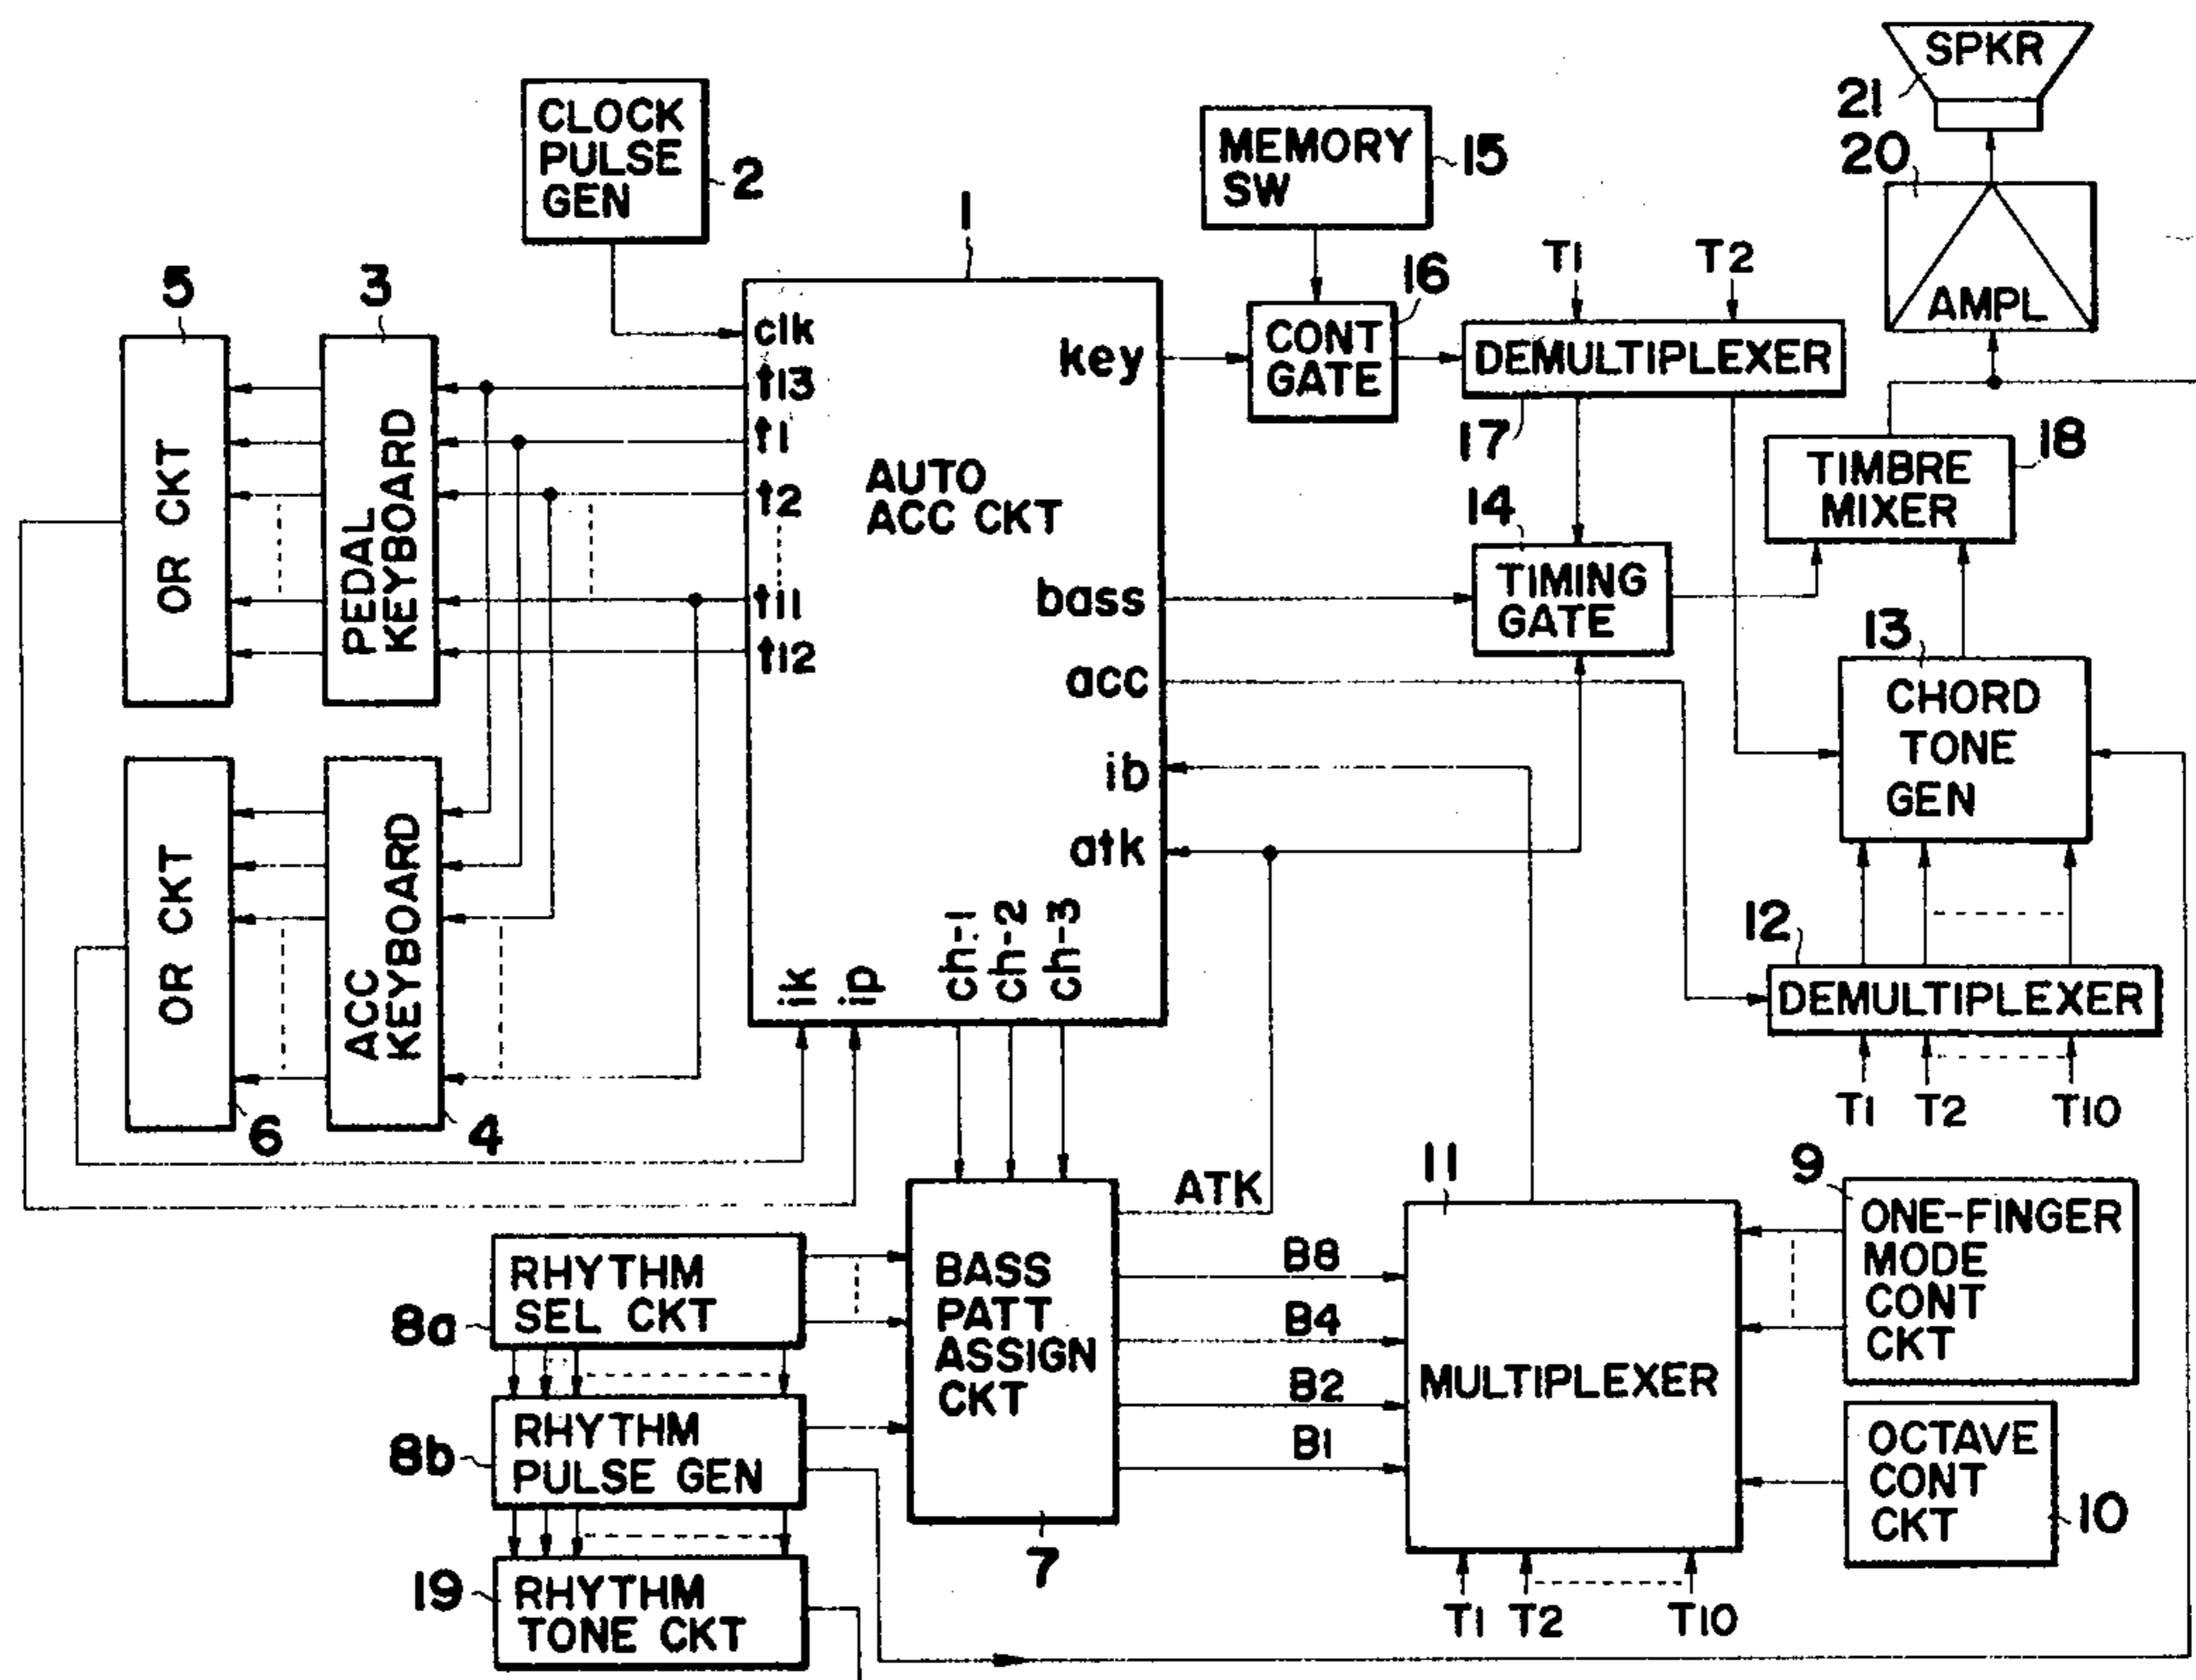 SPKR
21
20
AMPL
CLOCK
PULSE
GEN
2
MEMORY
SW
15
1
T1
T2
5
3
clk
t13
t1
t2
t11
t12
key
CONT
GATE
16
DEMULTIPLEXER
17
AUTO
ACC CKT
TIMBRE
MIXER
18
14
TIMING
GATE
bass
acc
ib
atk
OR CKT
PEDAL
KEYBOARD
13
CHORD
TONE
GEN
OR CKT
ACC
KEYBOARD
ik
ip
ch-1
ch-2
ch-3
12
DEMULTIPLEXER
T1
T2
T10
6
4
ATK
11
9
ONE-FINGER
MODE
CONT
CKT
RHYTHM
SEL CKT
8a
BASS
PATT
ASSIGN
CKT
B8
B4
B2
B1
MULTIPLEXER
RHYTHM
PULSE GEN
8b
OCTAVE
CONT
CKT
10
7
19
RHYTHM
TONE CKT
T1
T2
T10